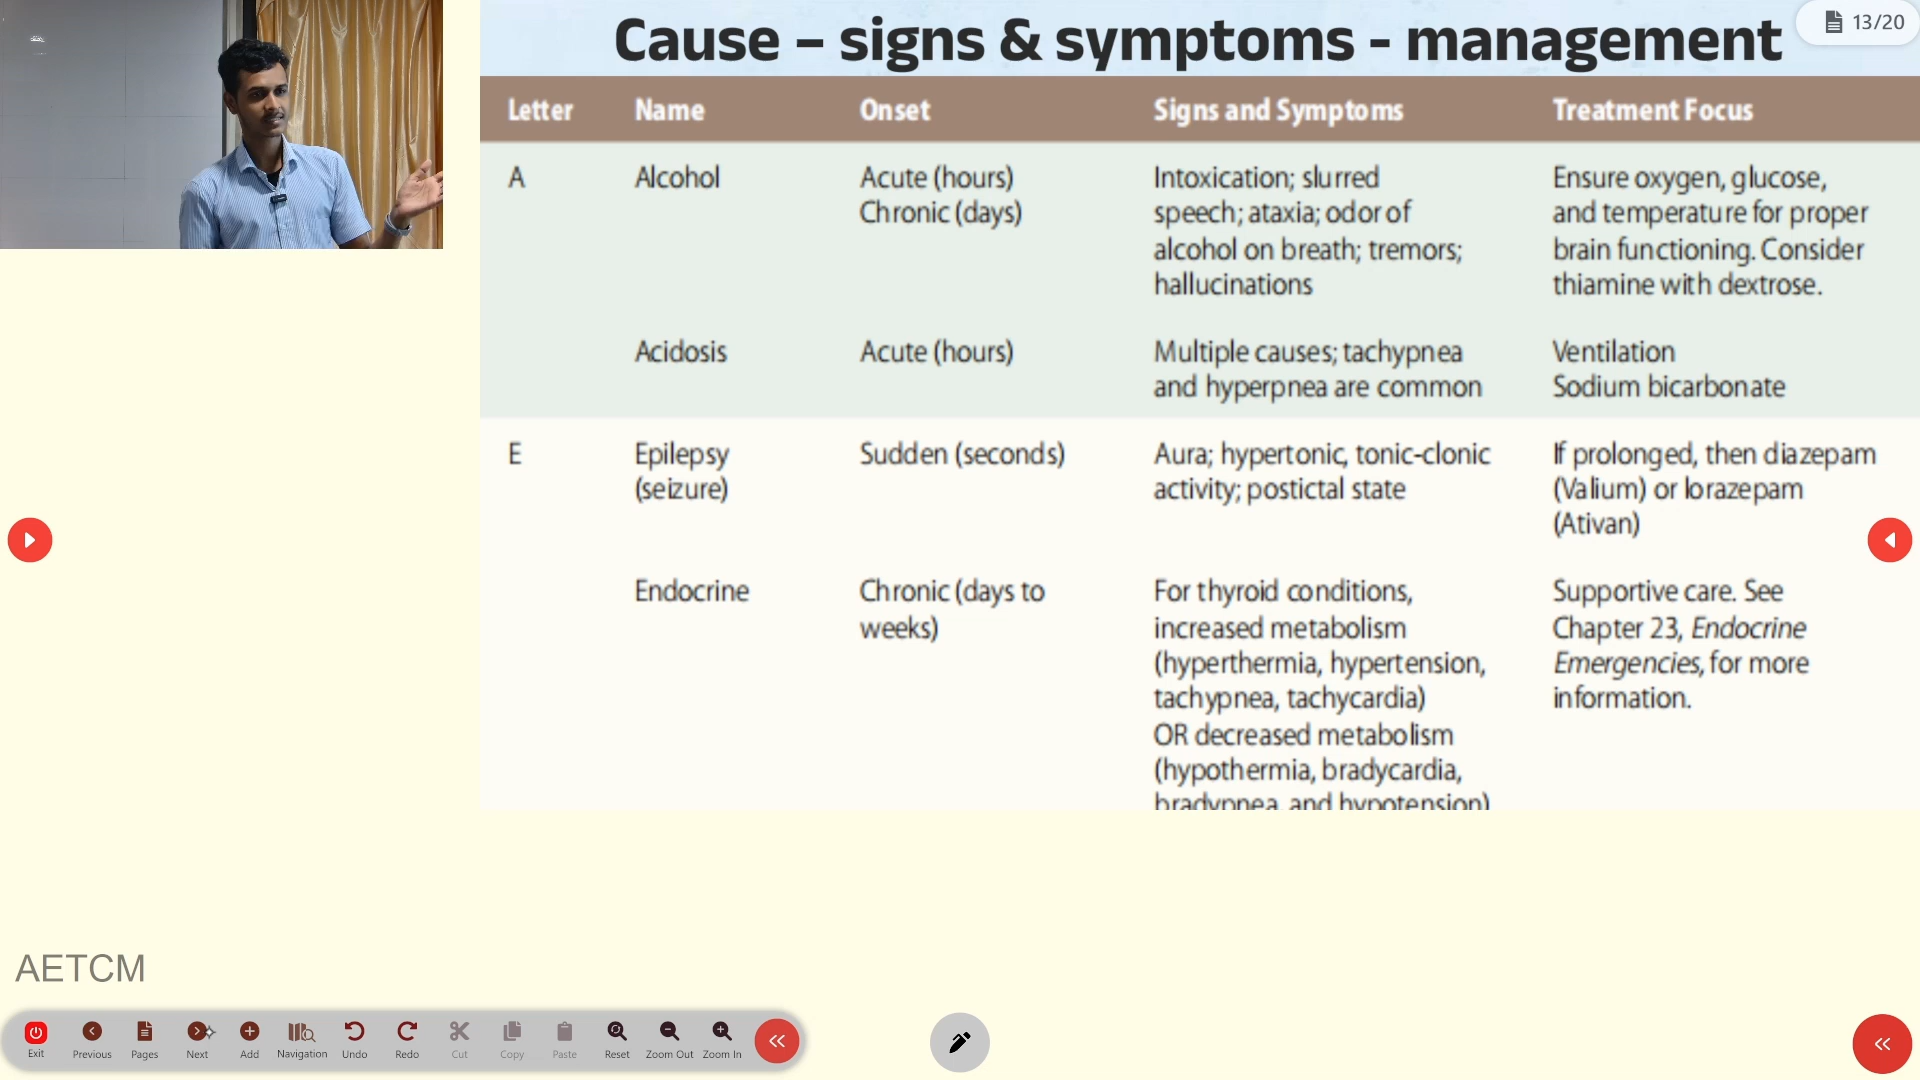 Cause – signs & symptoms - management
13/20
Letter Name Onset Signs and Symptoms Treatment Focus
A Alcohol Acute (hours) Intoxication; slurred Ensure oxygen, glucose,
Chronic (days) speech; ataxia; odor of and temperature for proper
alcohol on breath; tremors; brain functioning. Consider
hallucinations thiamine with dextrose.
Acidosis Acute (hours) Multiple causes; tachypnea Ventilation
and hyperpnea are common Sodium bicarbonate
E Epilepsy Sudden (seconds) Aura; hypertonic, tonic-clonic If prolonged, then diazepam
(seizure) activity; postictal state (Valium) or lorazepam
(Ativan)
Endocrine Chronic (days to For thyroid conditions, Supportive care. See
weeks) increased metabolism Chapter 23, Endocrine
(hyperthermia, hypertension, Emergencies, for more
tachypnea, tachycardia) information.
OR decreased metabolism
(hypothermia, bradycardia,
bradypnea, and hypotension)
AETCM
Exit Previous Pages Next Add Navigation Undo Redo Cut Copy Paste Reset Zoom Out Zoom In